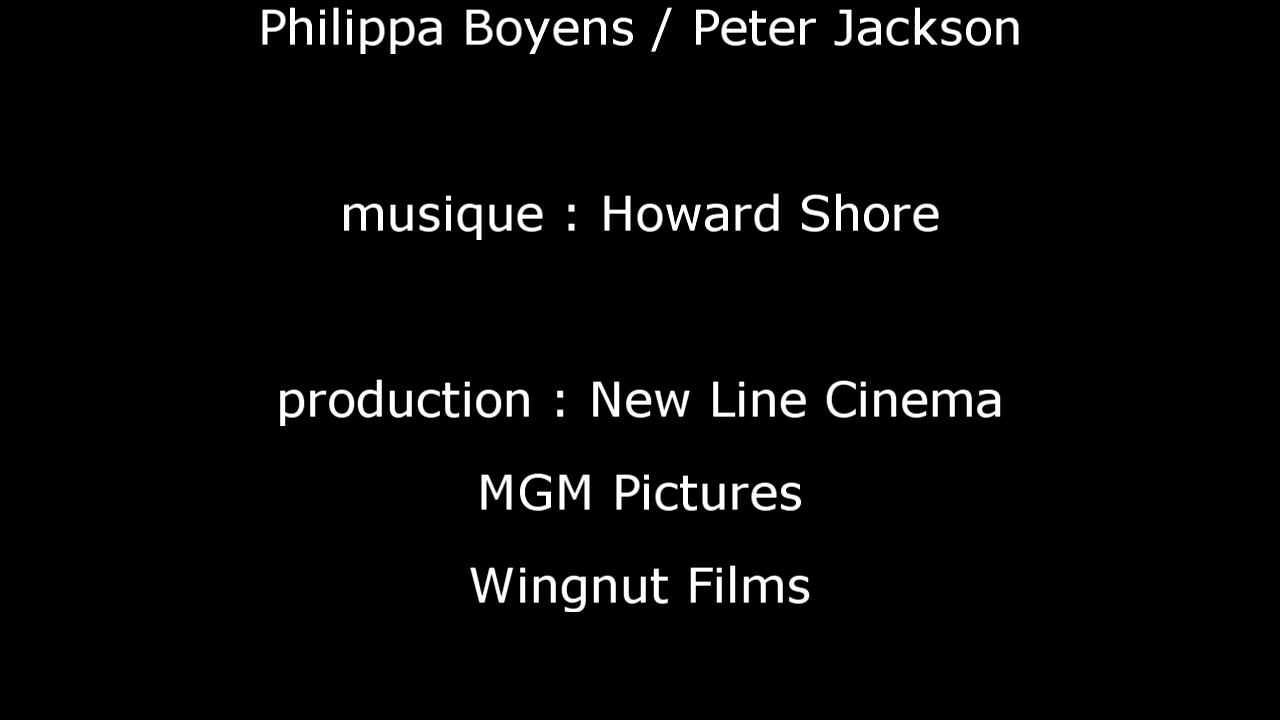 Philippa Boyens / Peter Jackson
musique : Howard Shore
production : New Line Cinema
MGM Pictures
Wingnut Films